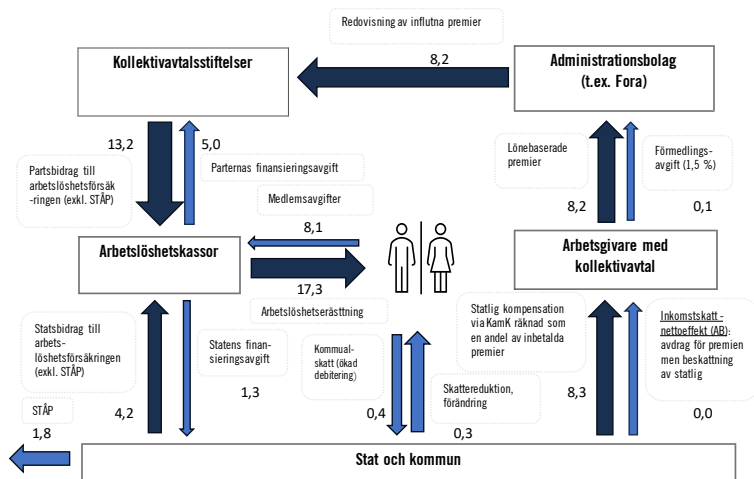 Redovisning av influtna premier
8,2
Kollektivavtalsstiftelser
Administrationsbolag
(t.ex. Fora)
13,2
5,0
Partsbidrag till
arbetslöshetsförsäk
-ringen (exkl. STÅP)
Parternas finansieringsavgift
Lönebaserade
premier
8,2
Förmedlings-
avgift (1,5 %)
0,1
Medlemsavgifter
8,1
Arbetslöshetskassor
17,3
Arbetslöshetserästtning
Arbetsgivare med
kollektivavtal
Statsbidrag till
arbets-
löshetsförsäkringen
(exkl. STÅP)
4,2
Statens finan-
sieringsavgift
1,3
Kommual-
skatt (ökad
debitering)
0,4
Skattereduktion,
förändring
0,3
Statlig kompensation
via KamK räknad som
en andel av inbetalda
premier
8,3
Inkomstskatt -
nettoeffekt (AB):
avdrag för premien
men beskattning
av statlig
0,0
STÅP
1,8
Stat och kommun